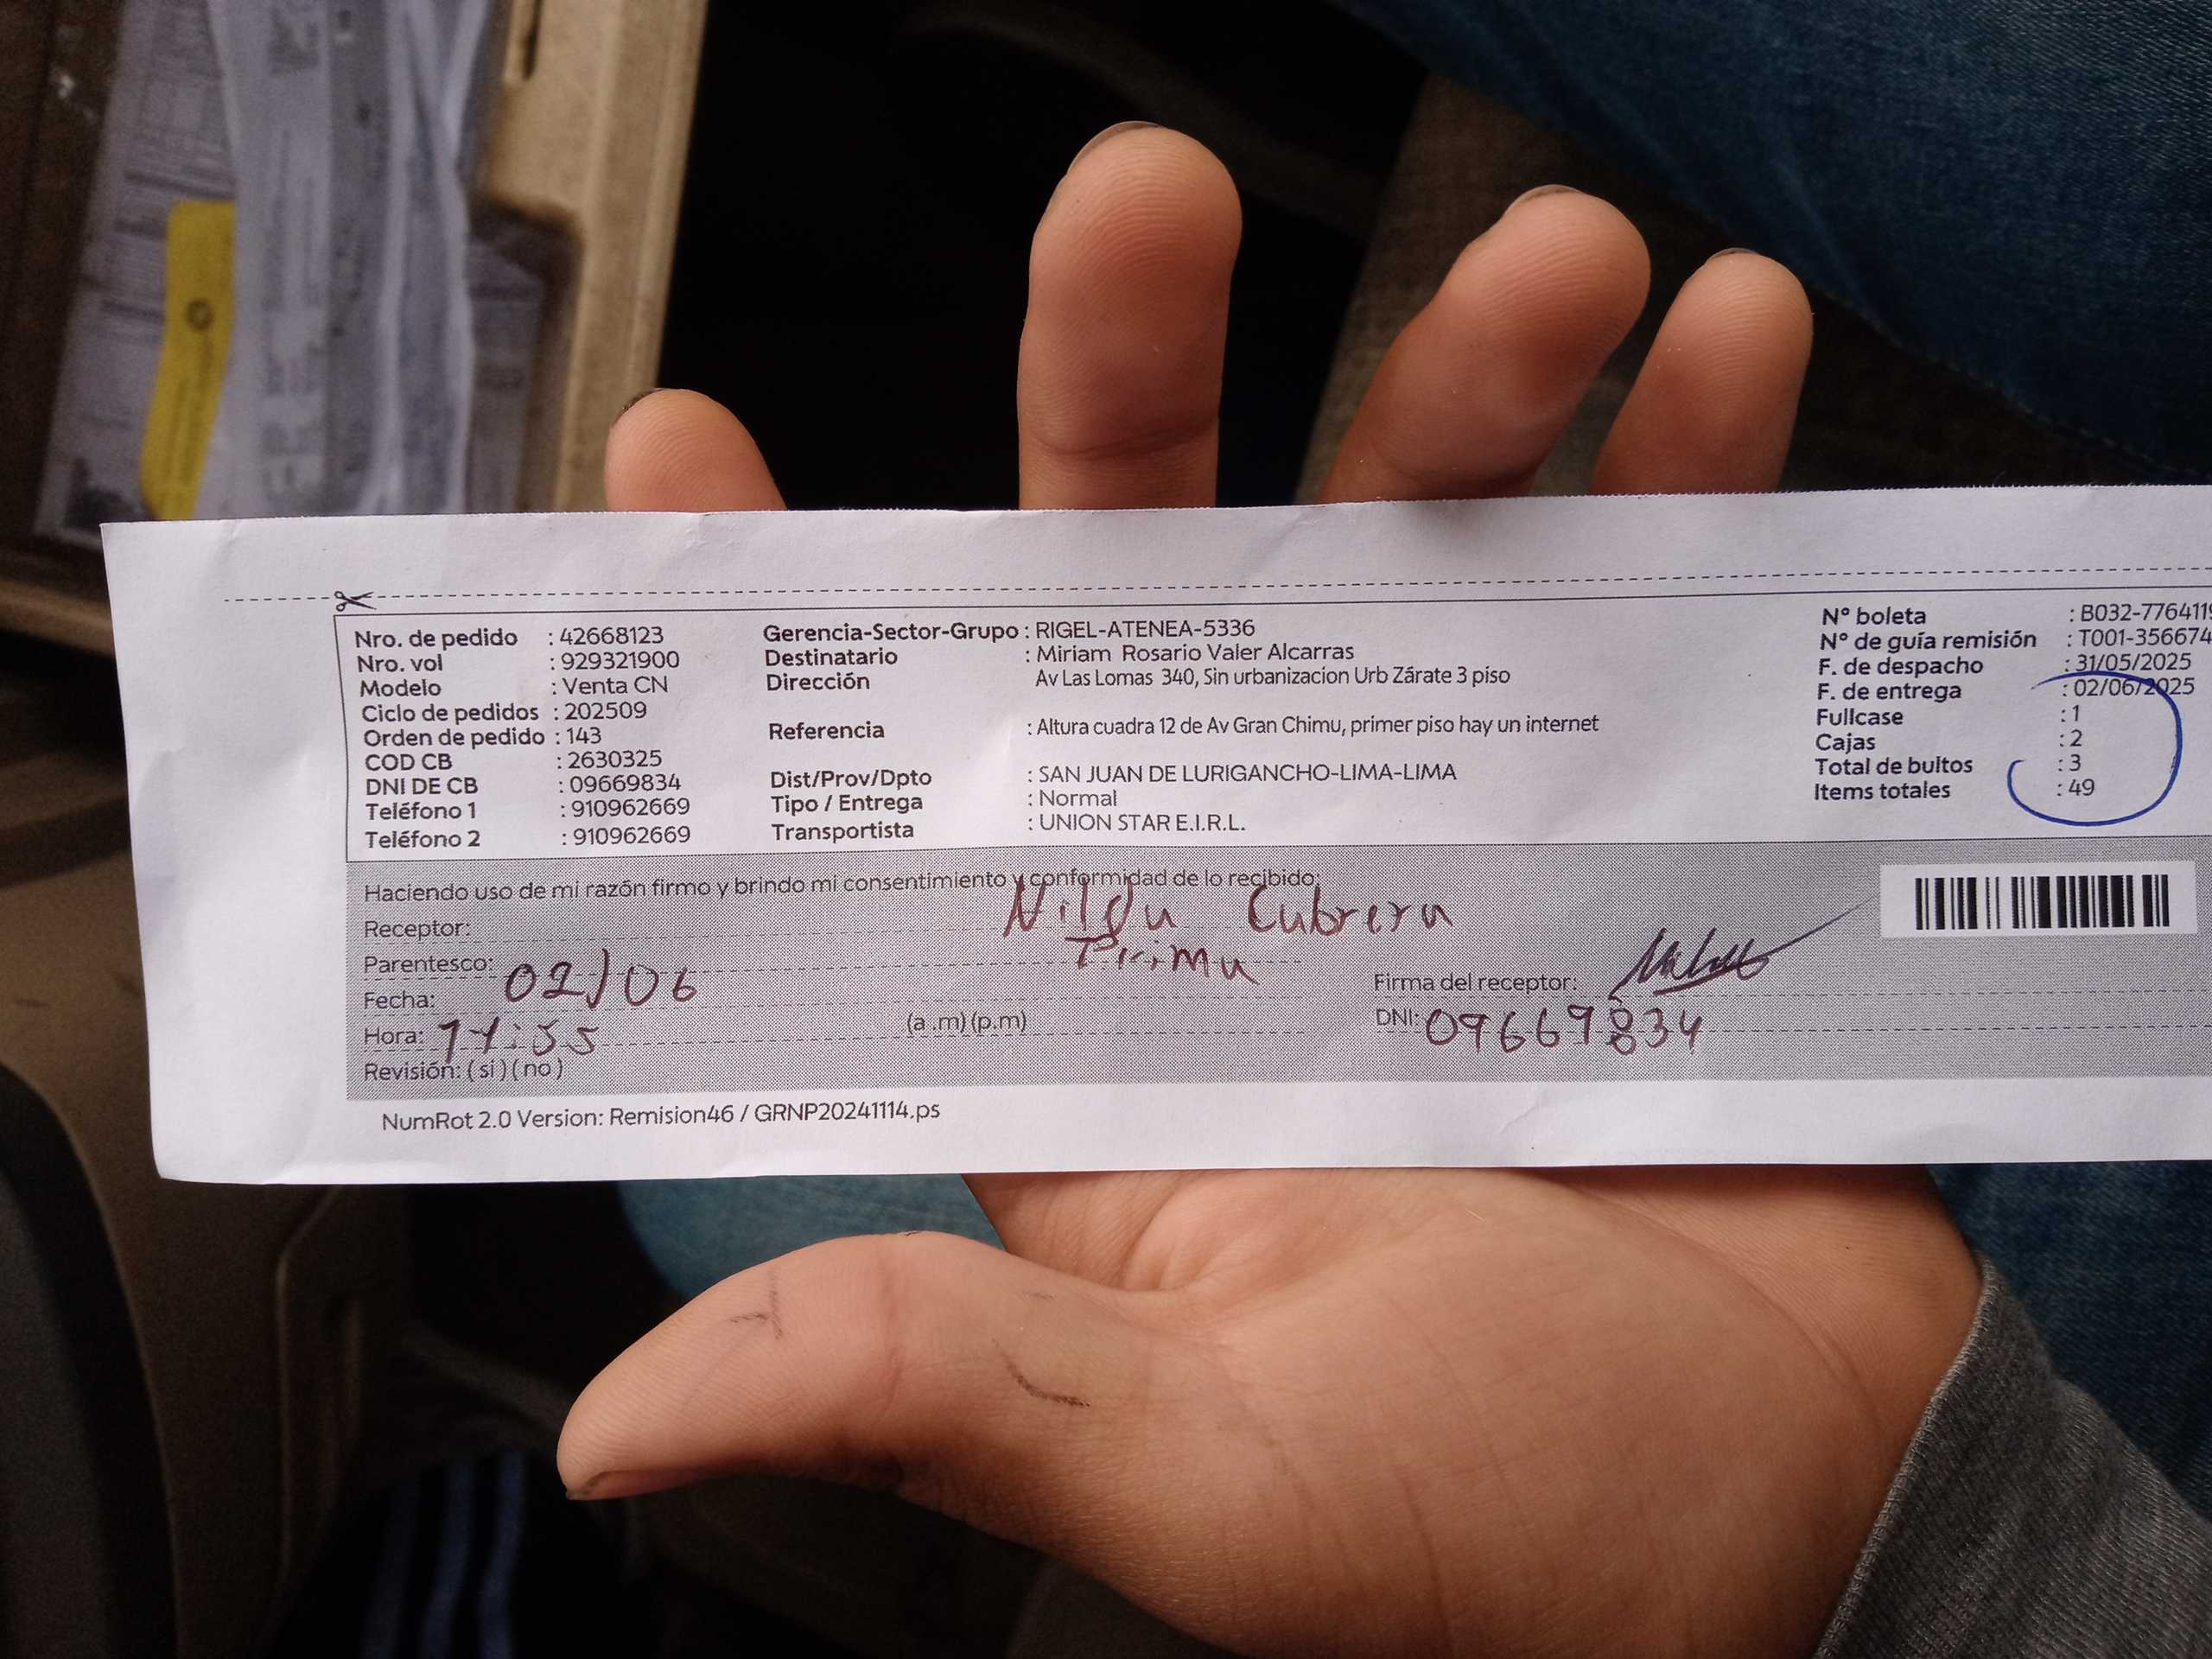 Nro. de pedido : 42668123
Nro. vol : 929321900
Modelo : Venta CN
Ciclo de pedidos : 202509
Orden de pedido : 143
COD CB : 2630325
DNI DE CB : 09669834
Teléfono 1 : 910962669
Teléfono 2 : 910962669
Gerencia-Sector-Grupo : RIGEL-ATENEA-5336
Destinatario : Miriam Rosario Valer Alcarras
Dirección Av Las Lomas 340, Sin urbanizacion Urb Zárate 3 piso
Referencia : Altura cuadra 12 de Av Gran Chimu, primer piso hay un internet
Dist/Prov/Dpto : SAN JUAN DE LURIGANCHO-LIMA-LIMA
Tipo / Entrega : Normal
Transportista : UNION STAR E.I.R.L.
Nº boleta : B032-776411
Nº de guía remisión : T001-356674
F. de despacho : 31/05/2025
F. de entrega : 02/06/2025
Fullcase : 1
Cajas : 2
Total de bultos : 3
Items totales : 49
Haciendo uso de mi razón firmo y brindo mi consentimiento y conformidad de lo recibido:
Receptor: Nilda Cabrera
Parentesco: Prima
Fecha: 02/06
Hora: :55 (a .m) (p.m)
Revisión: ( si ) ( no )
Firma del receptor:
DNI: 09669834
NumRot 2.0 Version: Remision46 / GRNP20241114.ps